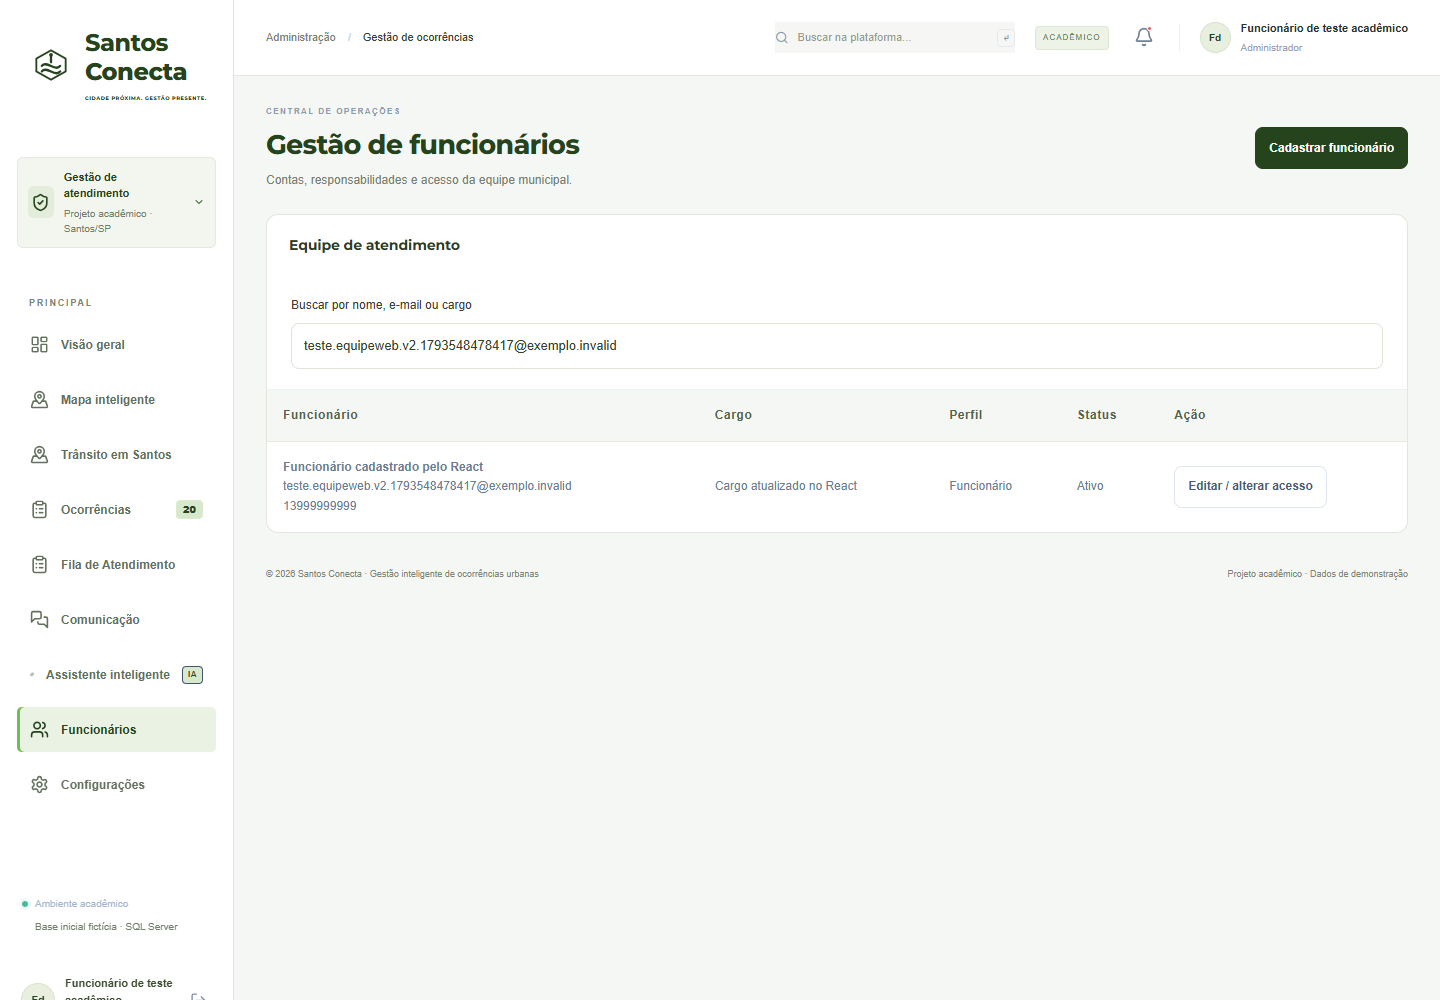 Santos
Conecta
CIDADE PRÓXIMA. GESTÃO PRESENTE.
Gestão de
atendimento
Projeto acadêmico ·
Santos/SP
PRINCIPAL
Visão geral
Mapa inteligente
Trânsito em Santos
Ocorrências
20
Fila de Atendimento
Comunicação
Assistente inteligente
IA
Funcionários
Configurações
Ambiente acadêmico
Base inicial fictícia · SQL Server
Fd
Funcionário de teste
acadêmico
Administração / Gestão de ocorrências
Buscar na plataforma...
ACADÊMICO
Fd
Funcionário de teste acadêmico
Administrador
CENTRAL DE OPERAÇÕES
Gestão de funcionários
Contas, responsabilidades e acesso da equipe municipal.
Cadastrar funcionário
Equipe de atendimento
Buscar por nome, e-mail ou cargo
teste.equipeweb.v2.1793548478417@exemplo.invalid
Funcionário Cargo Perfil Status Ação
Funcionário cadastrado pelo React
teste.equipeweb.v2.1793548478417@exemplo.invalid
13999999999
Cargo atualizado no React
Funcionário
Ativo
Editar / alterar acesso
© 2026 Santos Conecta · Gestão inteligente de ocorrências urbanas
Projeto acadêmico · Dados de demonstração